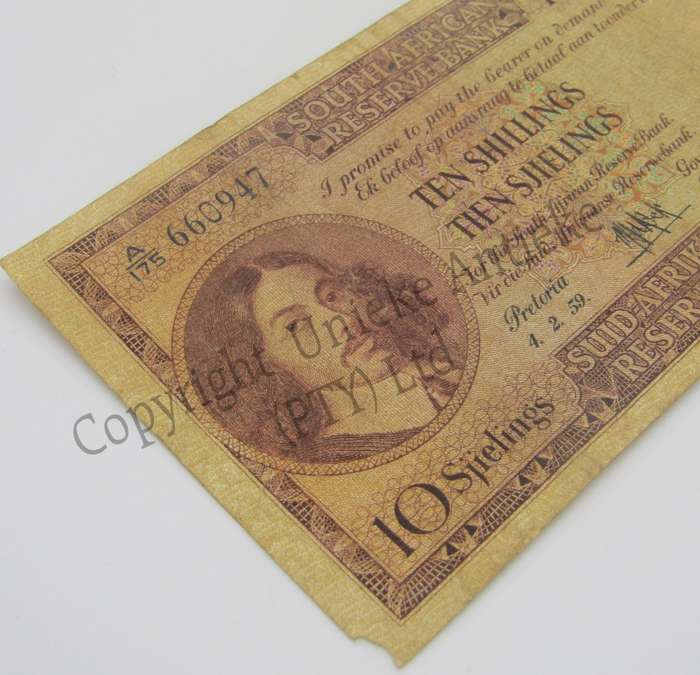 SOUTH AFRICAN
RESERVE BANK
I promise to pay the bearer on demand
Ek beloof op aanvraag te betaal aan toonder
TEN SHILLINGS
TIEN SJIELINGS
for the South African Reserve Bank.
Vir die Suid-Afrikaanse Reserwebank.
Pretoria
4. 2. 59.
A/175 660947
SUID-AFRIK
RESER
10 Sjielings
Copyright Unieke Antieke
(PTY) Ltd